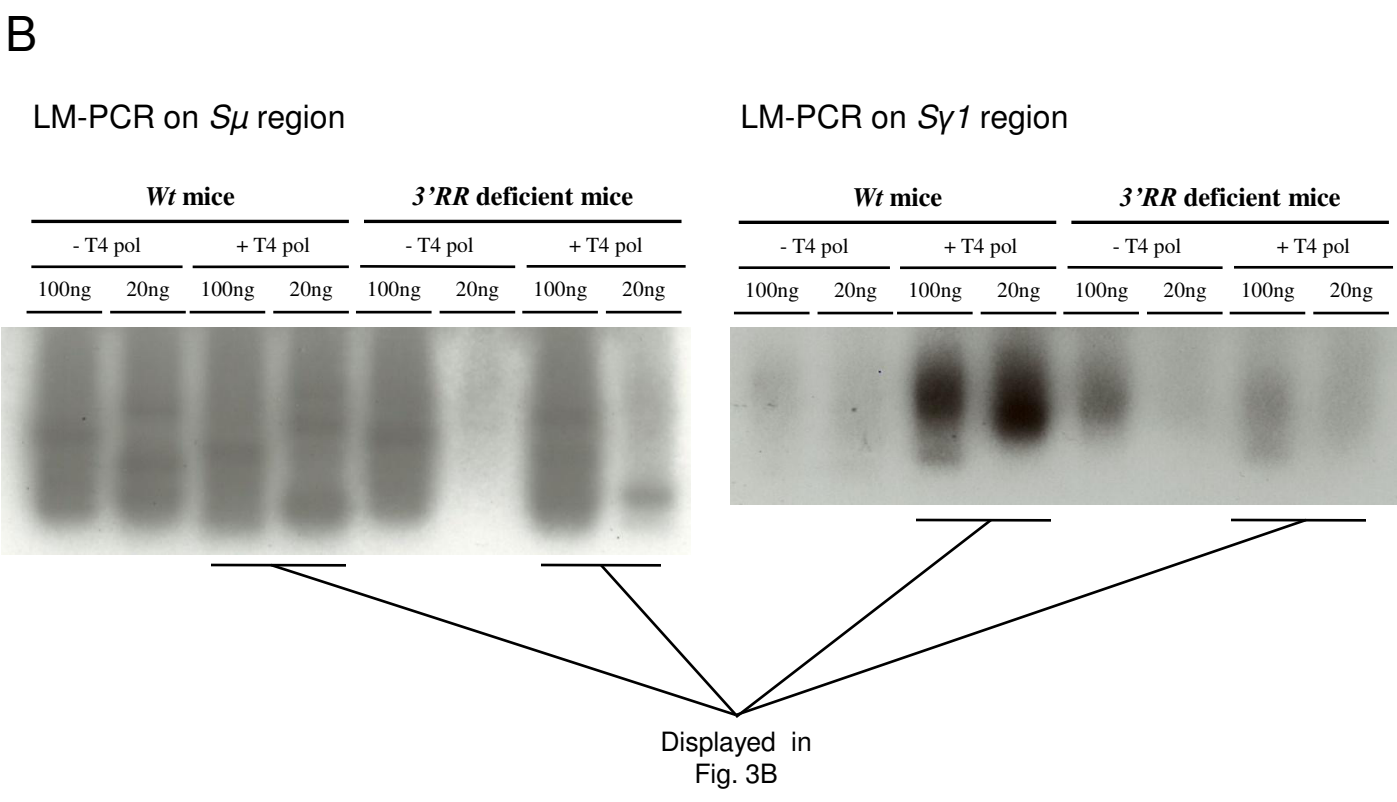 B
LM-PCR on Sμ region
LM-PCR on Sγ1 region
Wt mice
3’RR deficient mice
- T4 pol
+ T4 pol
- T4 pol
+ T4 pol
100ng 20ng 100ng 20ng 100ng 20ng 100ng 20ng
Wt mice
3’RR deficient mice
- T4 pol
+ T4 pol
- T4 pol
+ T4 pol
100ng 20ng 100ng 20ng 100ng 20ng 100ng 20ng
Displayed in
Fig. 3B